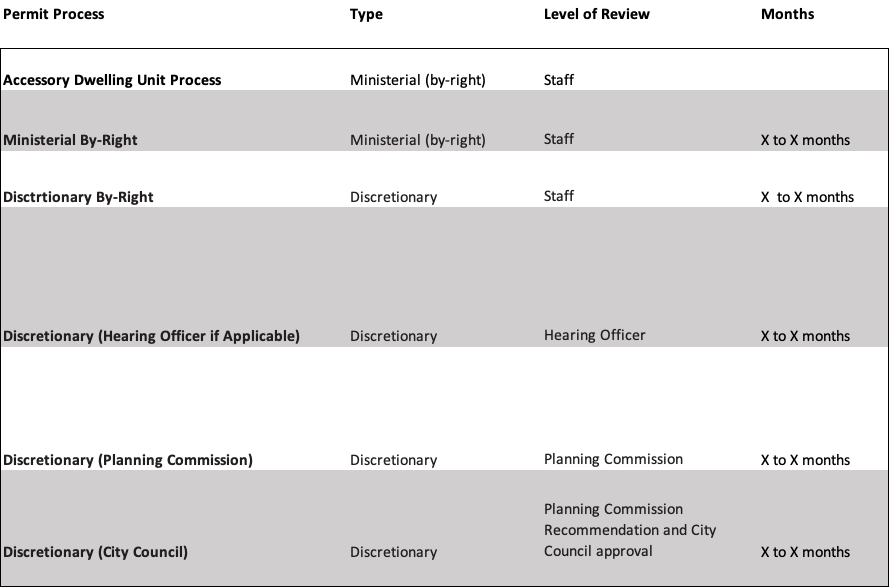 Permit Process Type Level of Review Months
Accessory Dwelling Unit Process Ministerial (by-right) Staff
Ministerial By-Right Ministerial (by-right) Staff X to X months
Disctrtionary By-Right Discretionary Staff X  to X months
Discretionary (Hearing Officer if Applicable) Discretionary Hearing Officer X to X months
Discretionary (Planning Commission) Discretionary Planning Commission X to X months
Planning Commission
Recommendation and City
Discretionary (City Council) Discretionary Council approval X to X months